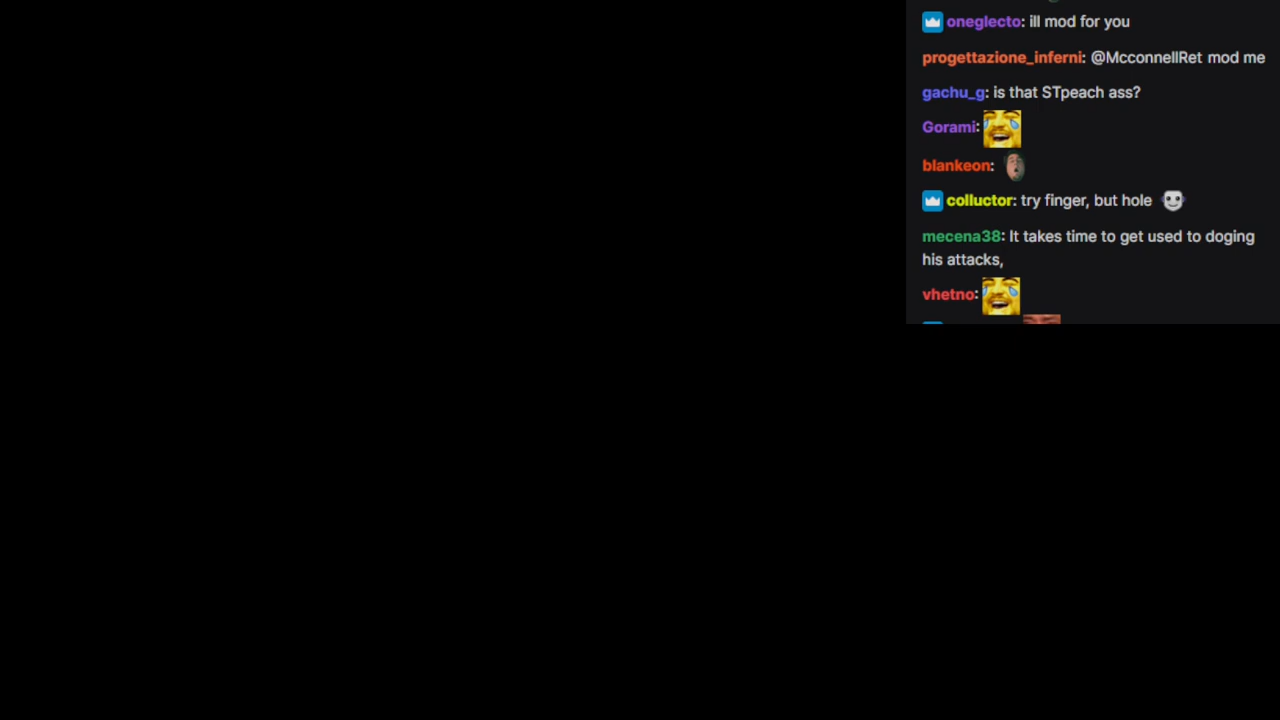 oneglecto: ill mod for you
progettazione_inferni: @McconnellRet mod me
gachu_g: is that STpeach ass?
Gorami:
blankeon:
colluctor: try finger, but hole
mecena38: It takes time to get used to doging
his attacks,
vhetno: